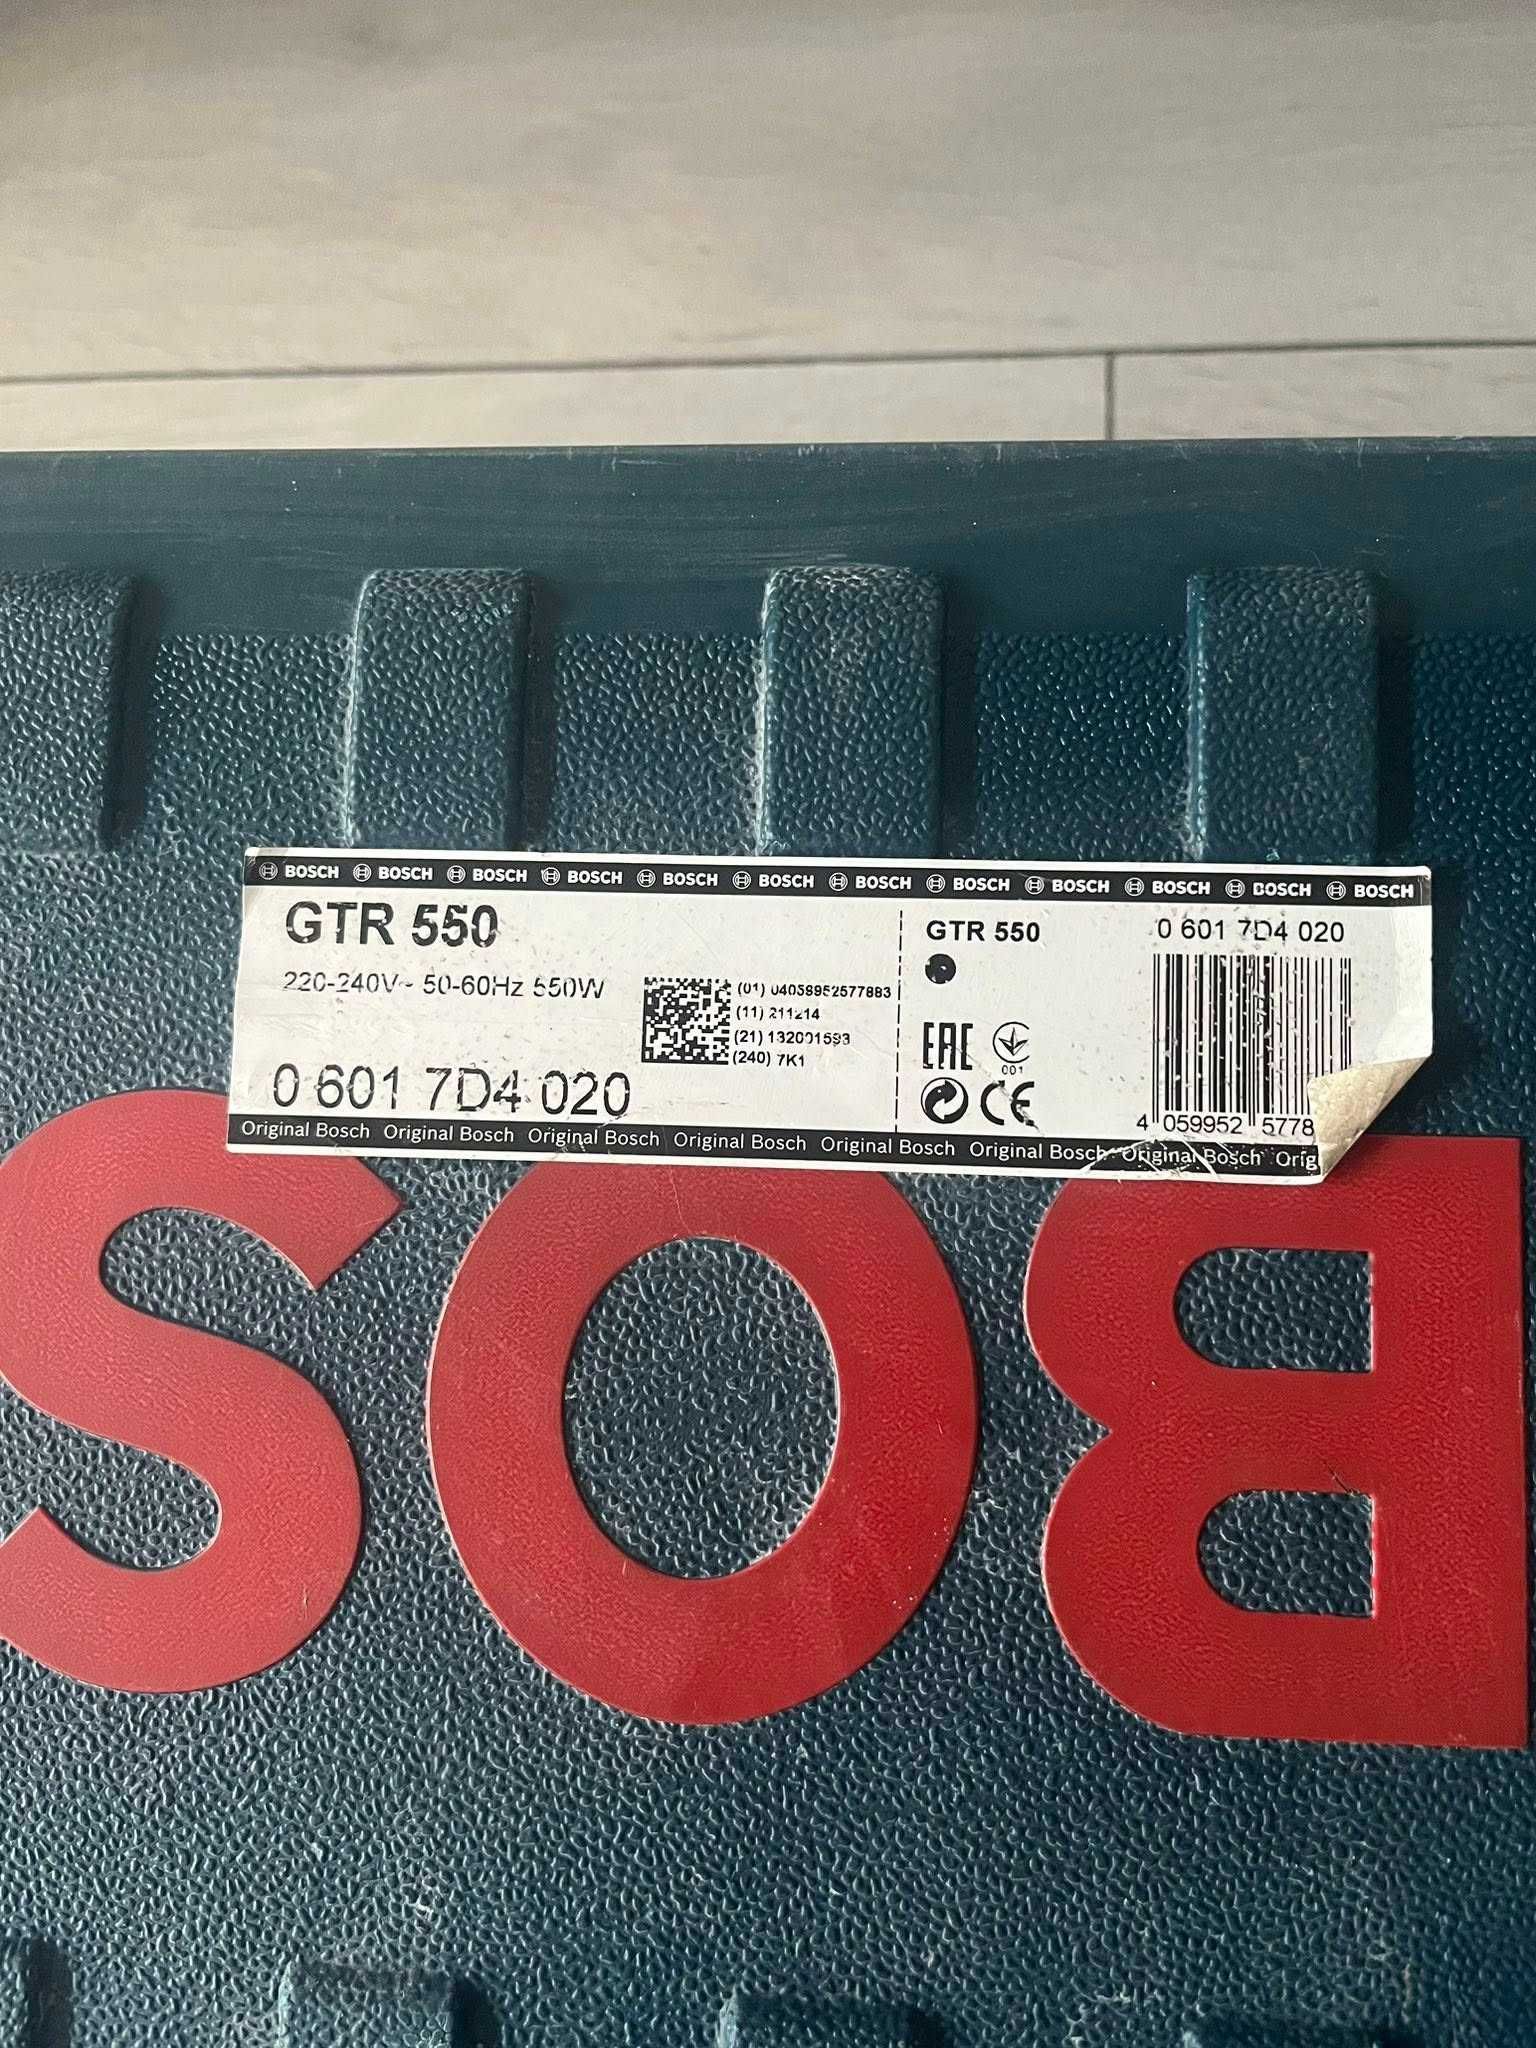 BOSCH BOSCH BOSCH BOSCH BOSCH BOSCH BOSCH BOSCH BOSCH BOSCH BOSCH BOSCH
GTR 550
220-240V~ 50-60Hz 550W
0 601 7D4 020
(01) 04059952577883
(11) 211214
(21) 132001593
(240) 7K1
GTR 550
0 601 7D4 020
EAC
001
CE
4 059952 5778
Original Bosch Original Bosch Original Bosch Original Bosch Original Bosch Original Bosch Original Bosch Orig
BOS